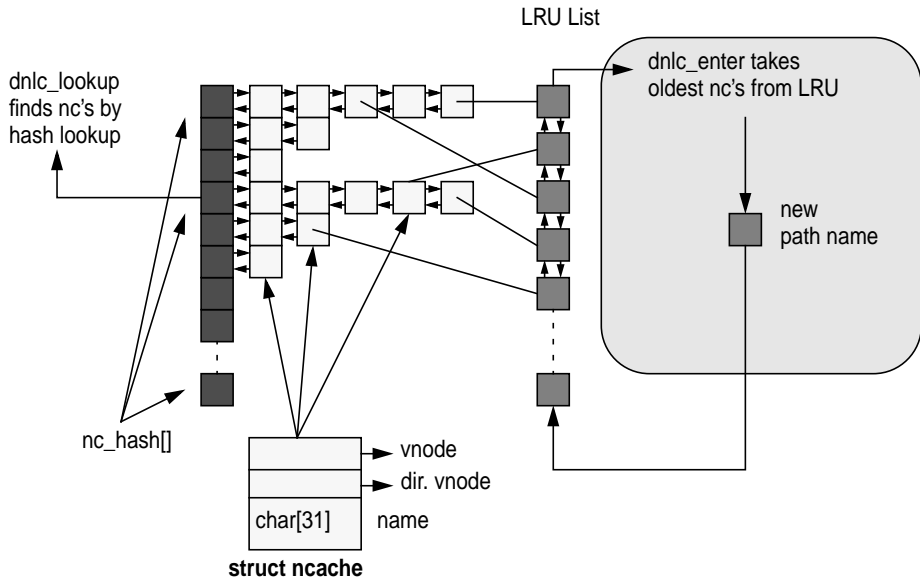 LRU List
dnlc_lookup
finds nc's by
hash lookup
dnlc_enter takes
oldest nc's from LRU
new
path name
nc_hash[]
vnode
dir. vnode
char[31]
name
struct ncache